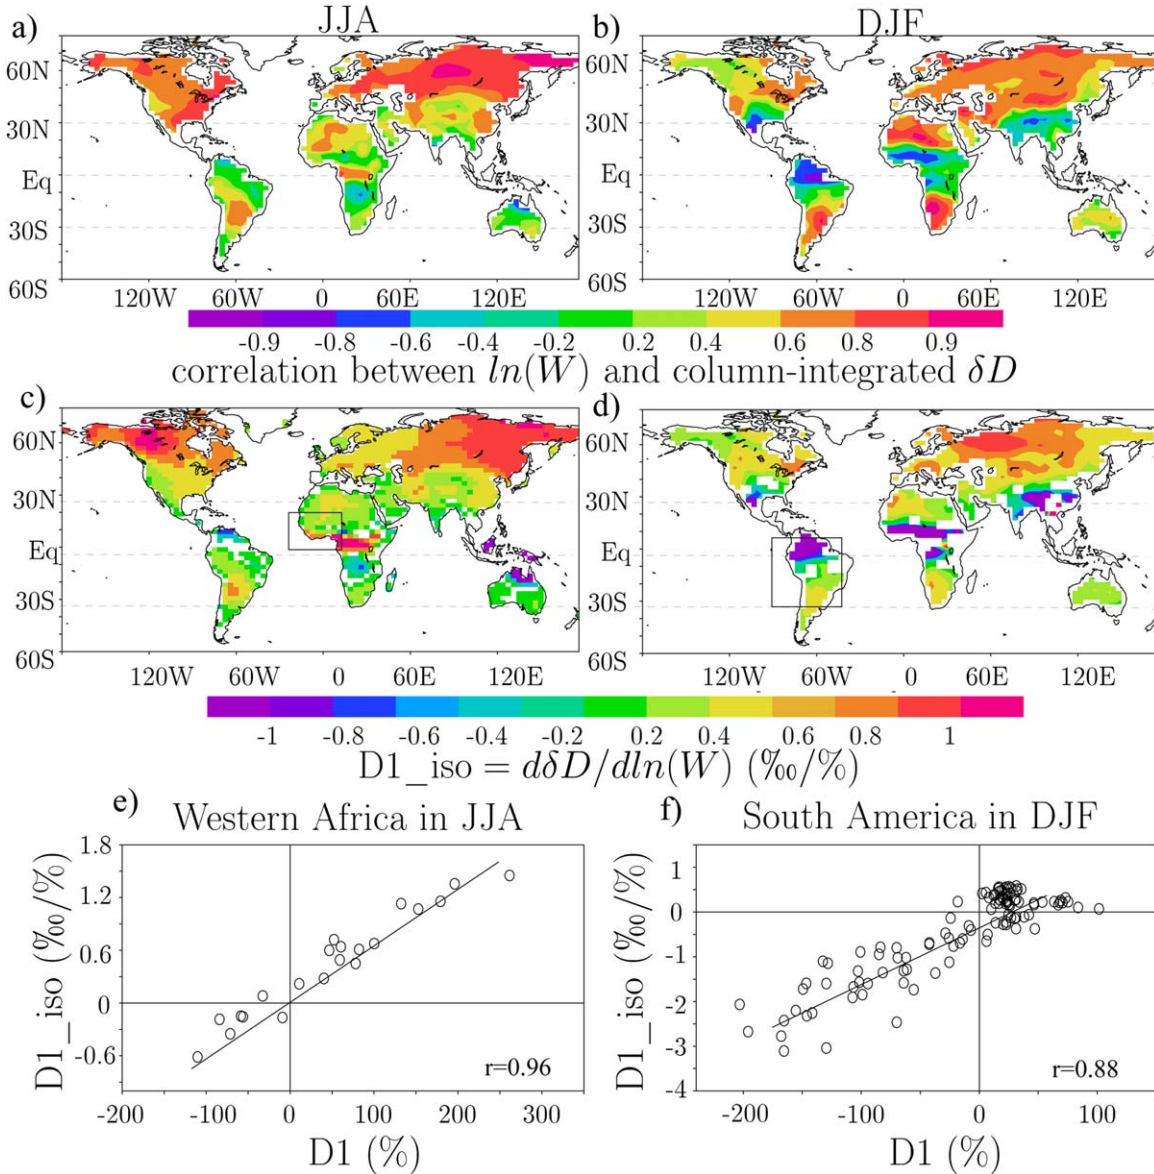 a) JJA b) DJF
60N
30N
Eq
30S
60S
120W 60W 0 60E 120E
60N
30N
Eq
30S
60S
120W 60W 0 60E 120E
-0.9 -0.8 -0.6 -0.4 -0.2 0.2 0.4 0.6 0.8 0.9
correlation between ln(W) and column-integrated δD
c) d)
60N
30N
Eq
30S
60S
120W 60W 0 60E 120E
60N
30N
Eq
30S
60S
120W 60W 0 60E 120E
-1 -0.8 -0.6 -0.4 -0.2 0.2 0.4 0.6 0.8 1
D1_iso = dδD/dln(W) (‰/%)
e) Western Africa in JJA
D1_iso (‰/%)
1.8
1.2
0.6
0
-0.6
r=0.96
-200 -100 0 100 200 300
D1 (%)
f) South America in DJF
D1_iso (‰/%)
1
0
-1
-2
-3
-4
r=0.88
-200 -100 0 100
D1 (%)